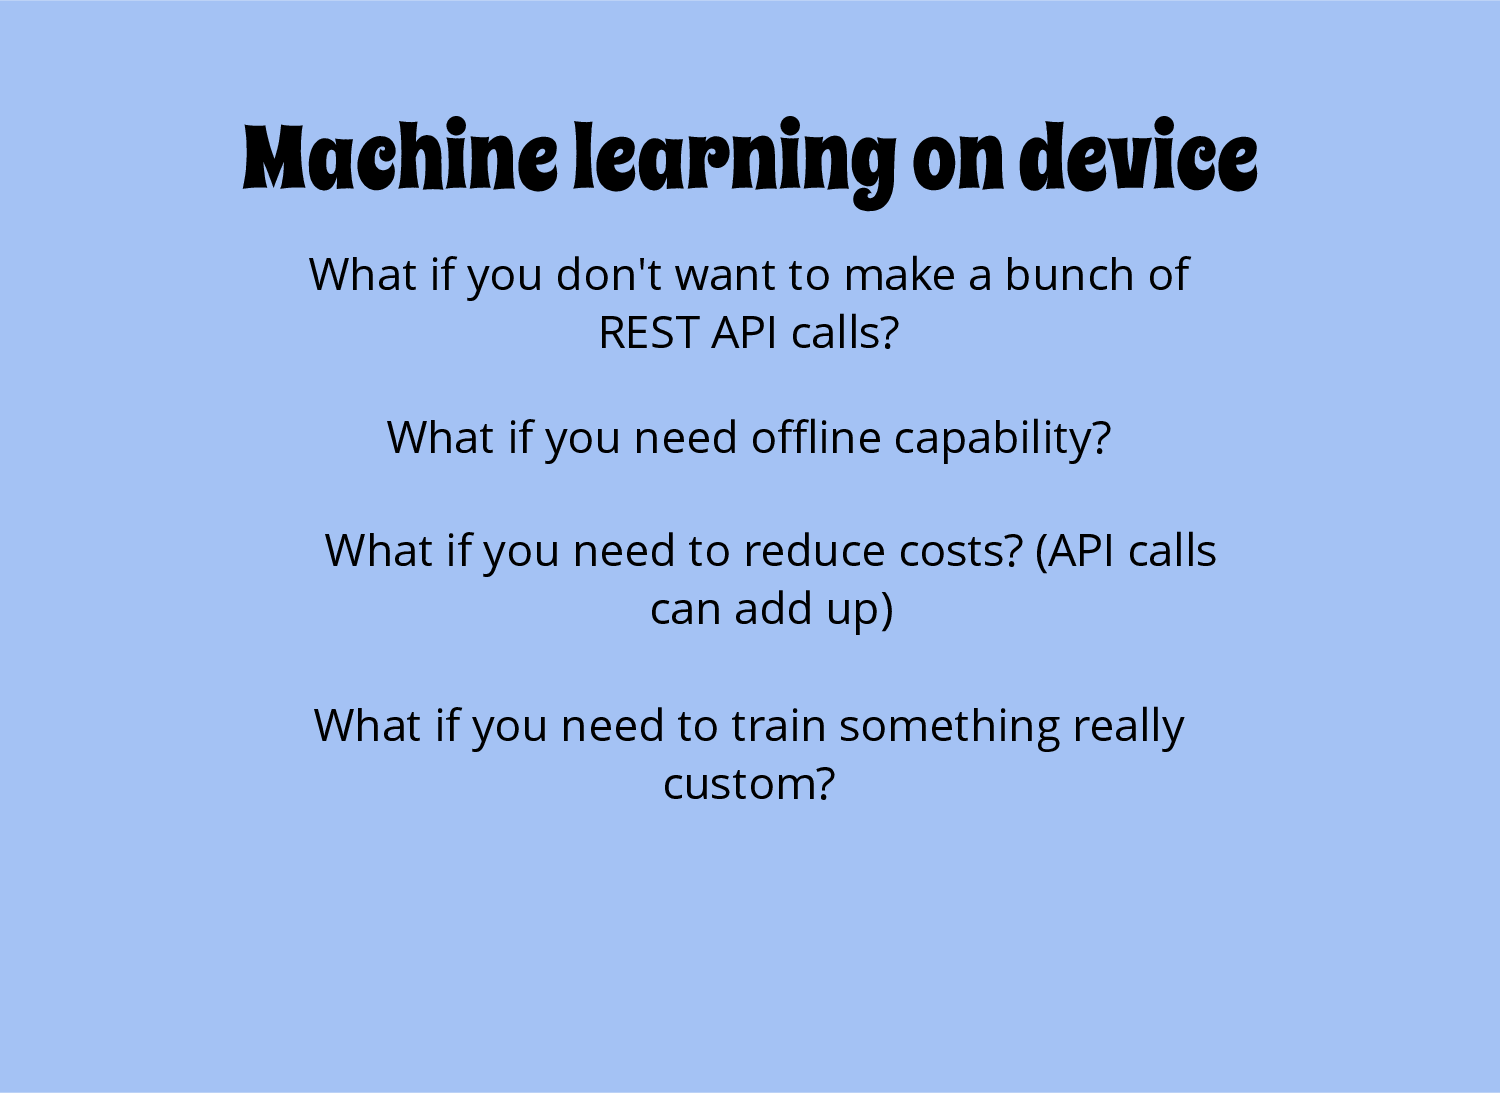 Machine learning on device
What if you don't want to make a bunch of
REST API calls?
What if you need offline capability?
What if you need to reduce costs? (API calls
can add up)
What if you need to train something really
custom?